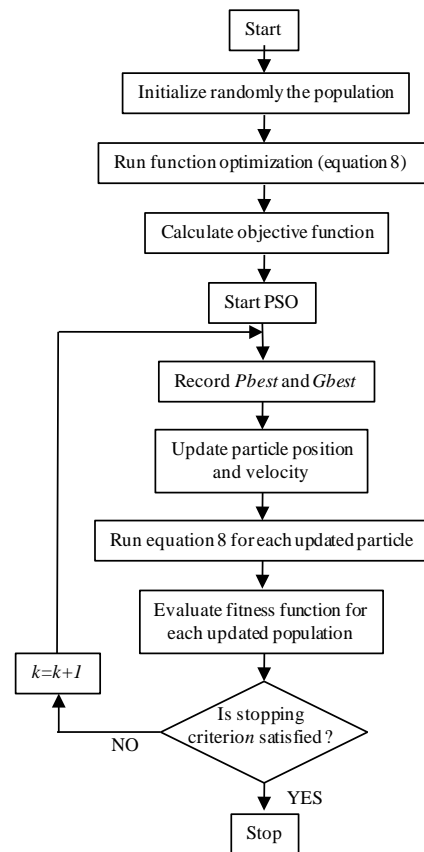 Start
Initialize randomly the population
Run function optimization (equation 8)
Calculate objective function
Start PSO
Record Pbest and Gbest
Update particle position
and velocity
Run equation 8 for each updated particle
Evaluate fitness function for
each updated population
k=k+1
Is stopping
criterion satisfied ?
NO
YES
Stop